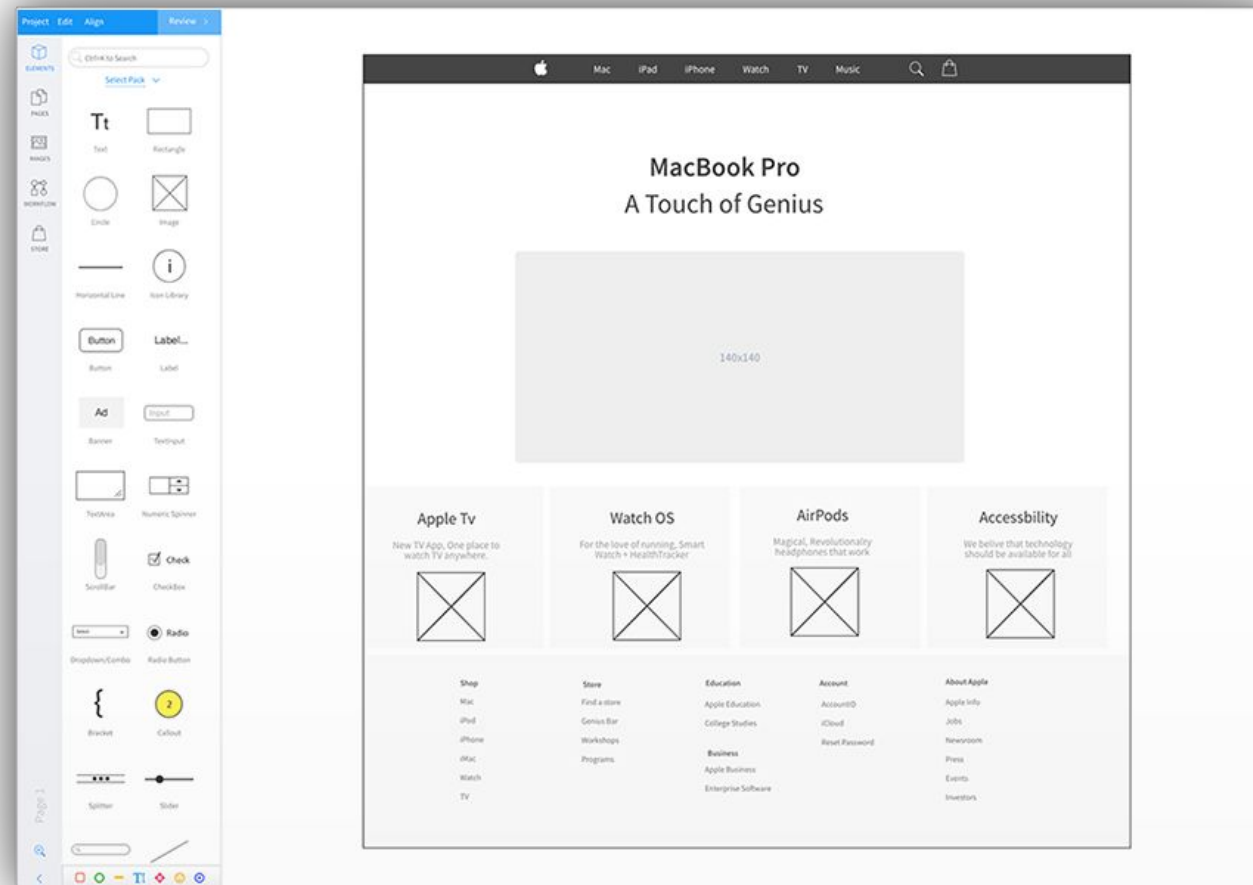 Project Edit Align Review >
ELEMENTS
PAGES
IMAGES
WORKFLOW
STORE
Page 1
Ctrl+K to Search
Select Pack
Tt
Text Rectangle
Circle Image
i
Horizontal Line Icon Library
Button Label...
Button Label
Ad Input
Banner TextInput
TextArea Numeric Spinner
Check
ScrollBar CheckBox
Select Radio
Dropdown/Combo Radio Button
{ 2
Bracket Callout
Splitter Slider
Tt
Mac iPad iPhone Watch TV Music
MacBook Pro
A Touch of Genius
140x140
Apple Tv
New TV App, One place to
watch TV anywhere.
Watch OS
For the love of running, Smart
Watch + HealthTracker
AirPods
Magical, Revolutionalry
headphones that work
Accessbility
We belive that technology
should be available for all
Shop
Mac
iPod
iPhone
iMac
Watch
TV
Store
Find a store
Genius Bar
Workshops
Programs
Education
Apple Education
College Studies
Business
Apple Business
Enterprise Software
Account
AccountID
iCloud
Reset Password
About Apple
Apple Info
Jobs
Newsroom
Press
Events
Investors